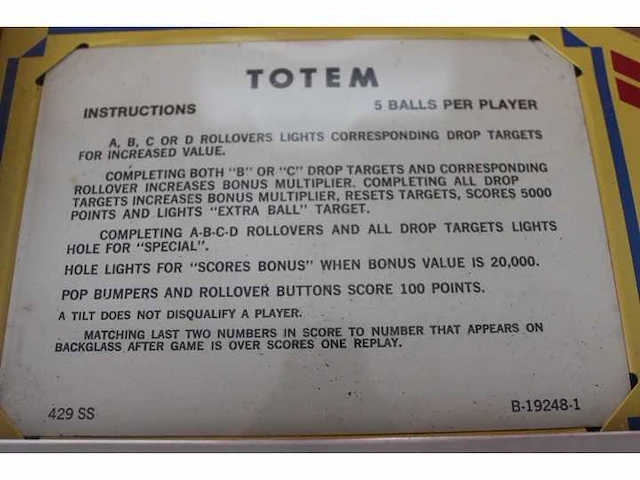 TOTEM
INSTRUCTIONS 5 BALLS PER PLAYER
A, B, C OR D ROLLOVERS LIGHTS CORRESPONDING DROP TARGETS
FOR INCREASED VALUE.
COMPLETING BOTH "B" OR "C" DROP TARGETS AND CORRESPONDING
ROLLOVER INCREASES BONUS MULTIPLIER. COMPLETING ALL DROP
TARGETS INCREASES BONUS MULTIPLIER, RESETS TARGETS, SCORES 5000
POINTS AND LIGHTS "EXTRA BALL" TARGET.
COMPLETING A-B-C-D ROLLOVERS AND ALL DROP TARGETS LIGHTS
HOLE FOR "SPECIAL".
HOLE LIGHTS FOR "SCORES BONUS" WHEN BONUS VALUE IS 20,000.
POP BUMPERS AND ROLLOVER BUTTONS SCORE 100 POINTS.
A TILT DOES NOT DISQUALIFY A PLAYER.
MATCHING LAST TWO NUMBERS IN SCORE TO NUMBER THAT APPEARS ON
BACKGLASS AFTER GAME IS OVER SCORES ONE REPLAY.
429 SS B-19248-1